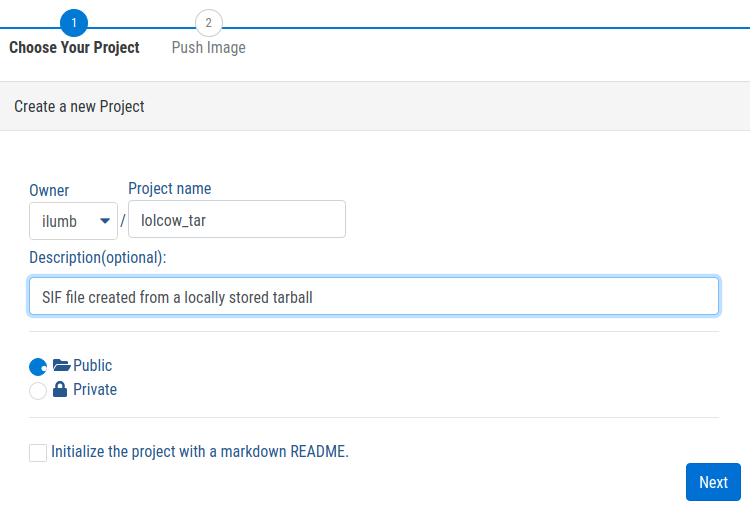 1 2
Choose Your Project Push Image
Create a new Project
Owner Project name
ilumb / lolcow_tar
Description(optional):
SIF file created from a locally stored tarball
Public
Private
Initialize the project with a markdown README.
Next